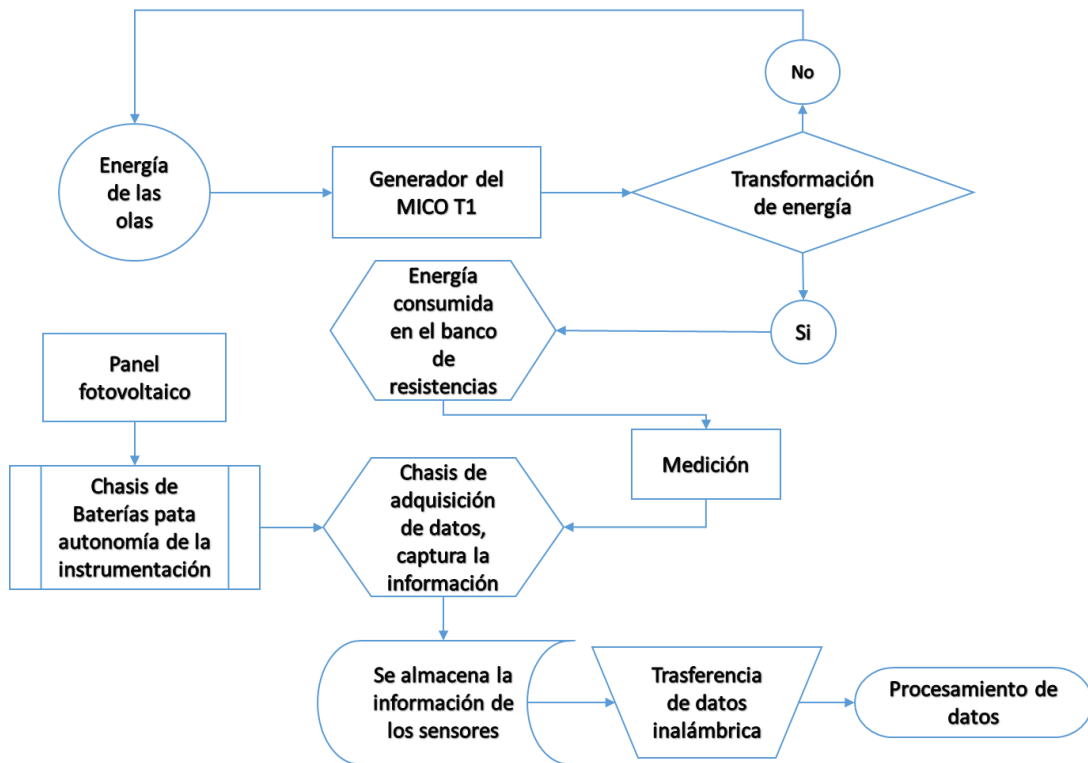 No
Energía
de las
olas
Generador del
MICO T1
Transformación
de energía
Energía
consumida
en el banco
de
resistencias
Si
Panel
fotovoltaico
Medición
Chasis de
Baterías pata
autonomía de la
instrumentación
Chasis de
adquisición
de datos,
captura la
información
Se almacena la
información de
los sensores
Trasferencia
de datos
inalámbrica
Procesamiento de
datos